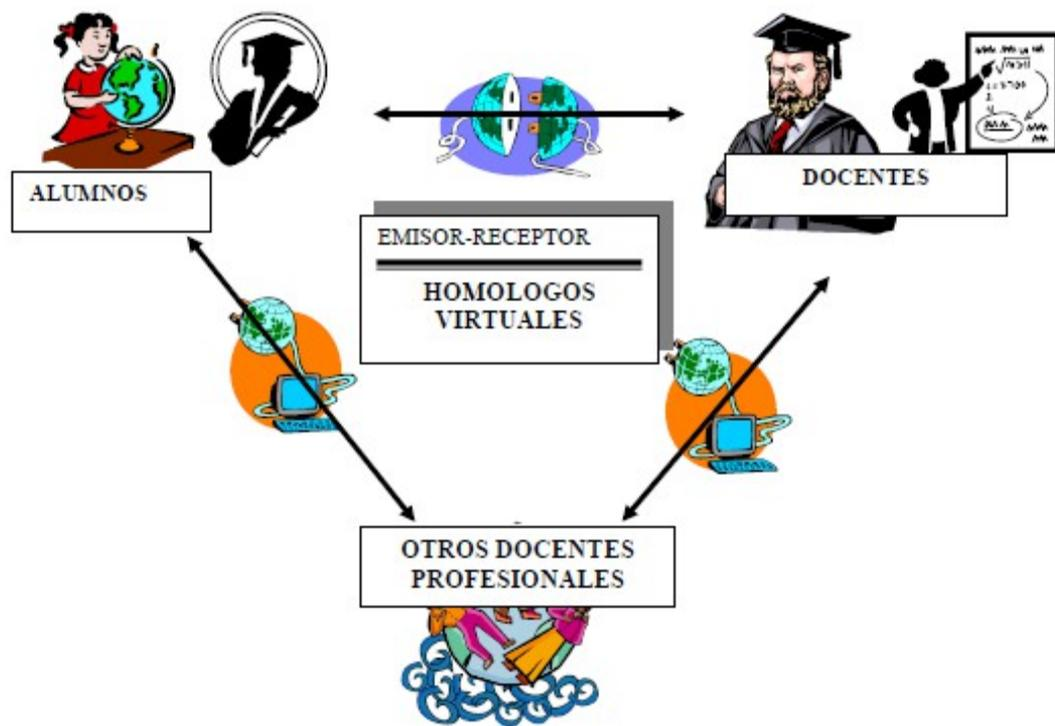 ALUMNOS
DOCENTES
EMISOR-RECEPTOR
HOMOLOGOS
VIRTUALES
OTROS DOCENTES
PROFESIONALES